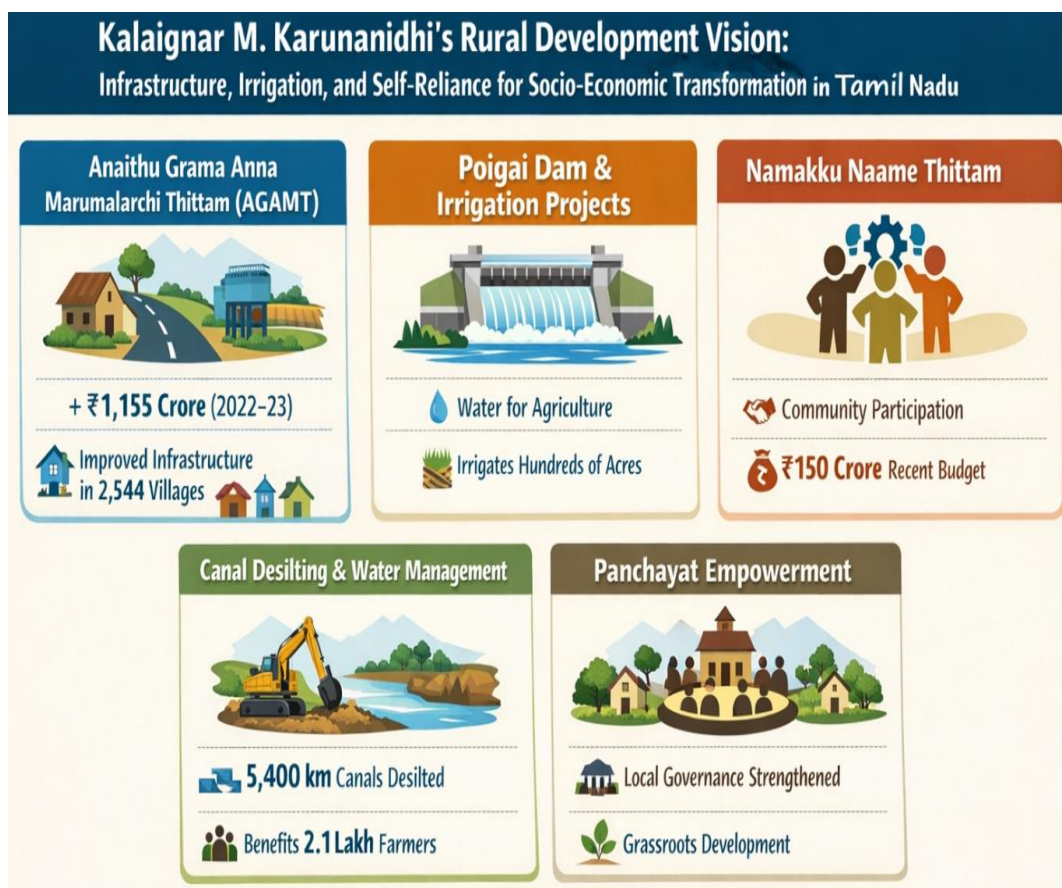 Kalaignar M. Karunanidhi's Rural Development Vision:
Infrastructure, Irrigation, and Self-Reliance for Socio-Economic Transformation in Tamil Nadu
Anaithu Grama Anna
Marumalarchi Thittam (AGAMT)
+ ₹1,155 Crore (2022–23)
Improved Infrastructure
in 2,544 Villages
Poigai Dam &
Irrigation Projects
Water for Agriculture
Irrigates Hundreds of Acres
Namakku Naame Thittam
Community Participation
₹150 Crore Recent Budget
Canal Desilting & Water Management
5,400 km Canals Desilted
Benefits 2.1 Lakh Farmers
Panchayat Empowerment
Local Governance Strengthened
Grassroots Development